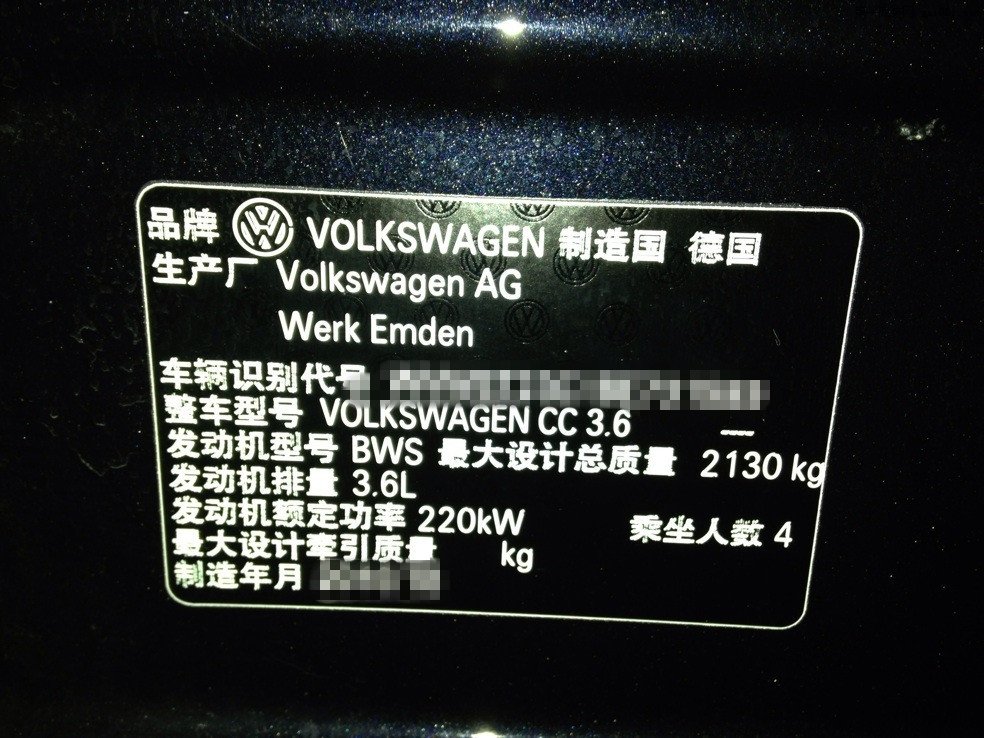 品牌 VOLKSWAGEN 制造国 德国
生产厂 Volkswagen AG
Werk Emden
车辆识别代号
整车型号 VOLKSWAGEN CC 3.6
发动机型号 BWS 最大设计总质量 2130 kg
发动机排量 3.6L
发动机额定功率 220kW 乘坐人数 4
最大设计牵引质量 kg
制造年月